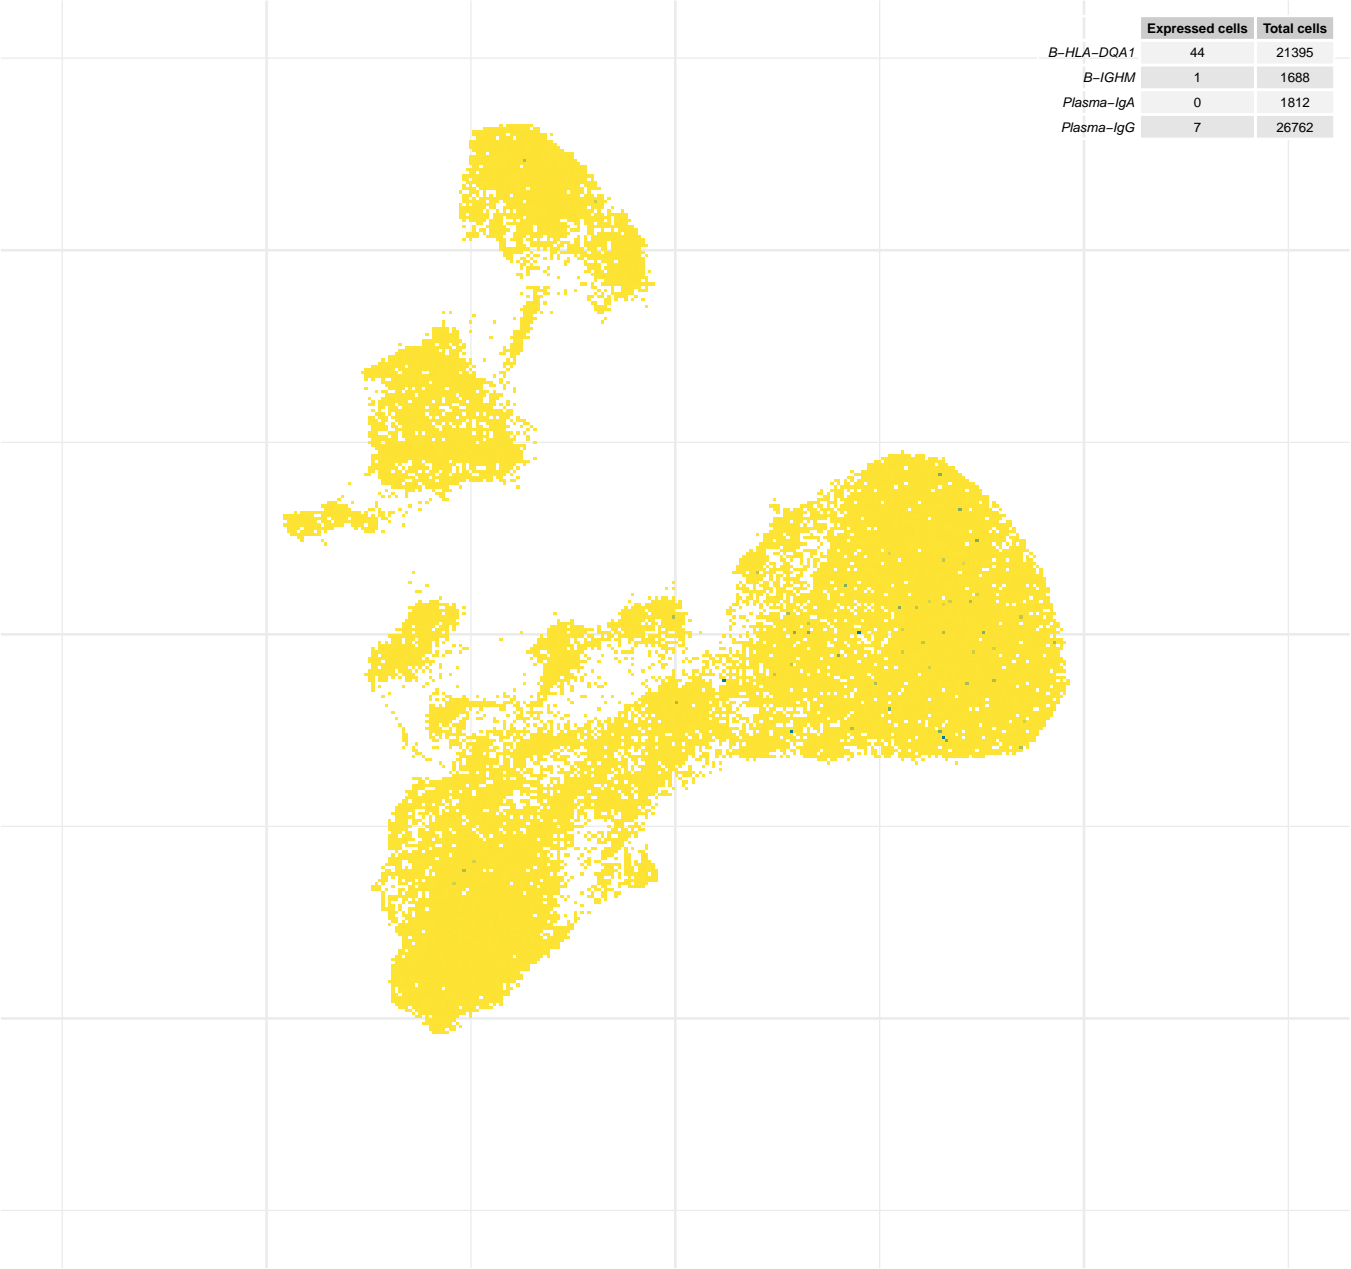 Expressed cells Total cells
B−HLA−DQA1 44 21395
B−IGHM 1 1688
Plasma−IgA 0 1812
Plasma−IgG 7 26762